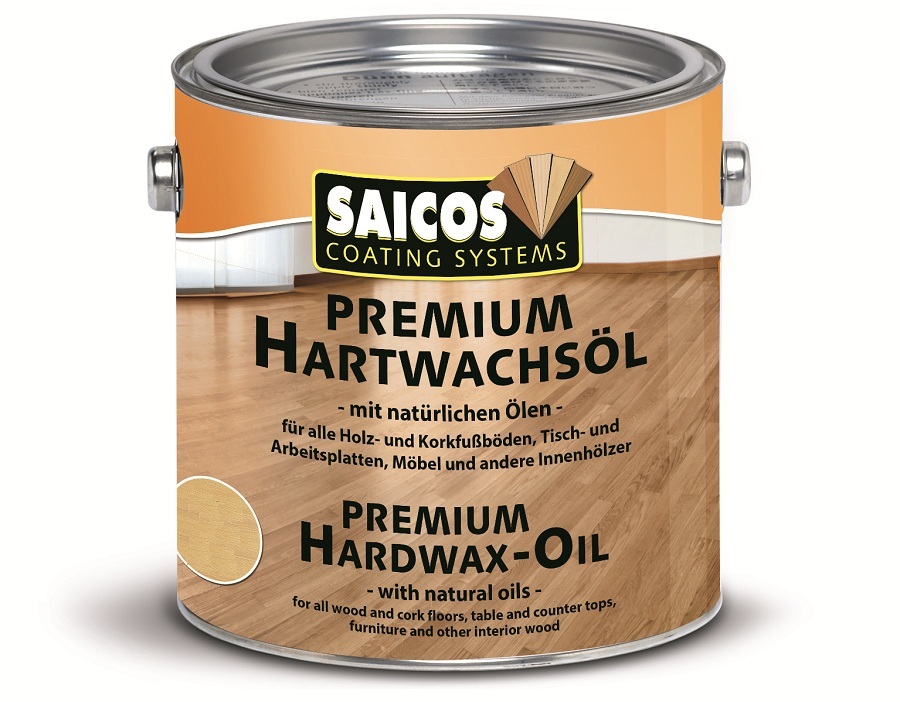 Dünn auftragen
SAICOS
COATING SYSTEMS
PREMIUM
HARTWACHSÖL
- mit natürlichen Ölen -
für alle Holz- und Korkfußböden, Tisch- und
Arbeitsplatten, Möbel und andere Innenhölzer
PREMIUM
HARDWAX-OIL
- with natural oils -
for all wood and cork floors, table and counter tops,
furniture and other interior wood